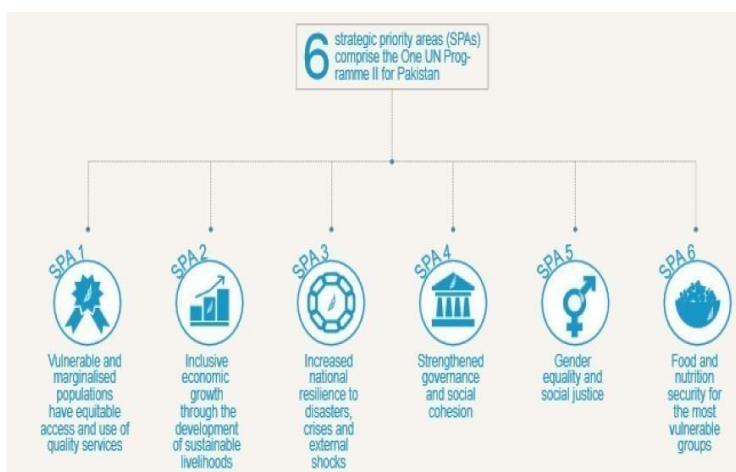 6
strategic priority areas (SPAs)
comprise the One UN Prog-
ramme II for Pakistan
SPA 1
Vulnerable and
marginalised
populations
have equitable
access and use of
quality services
SPA 2
Inclusive
economic
growth
through the
development
of sustainable
livelihoods
SPA 3
Increased
national
resilience to
disasters,
crises and
external
shocks
SPA 4
Strengthened
governance
and social
cohesion
SPA 5
Gender
equality and
social justice
SPA 6
Food and
nutrition
security for
the most
vulnerable
groups